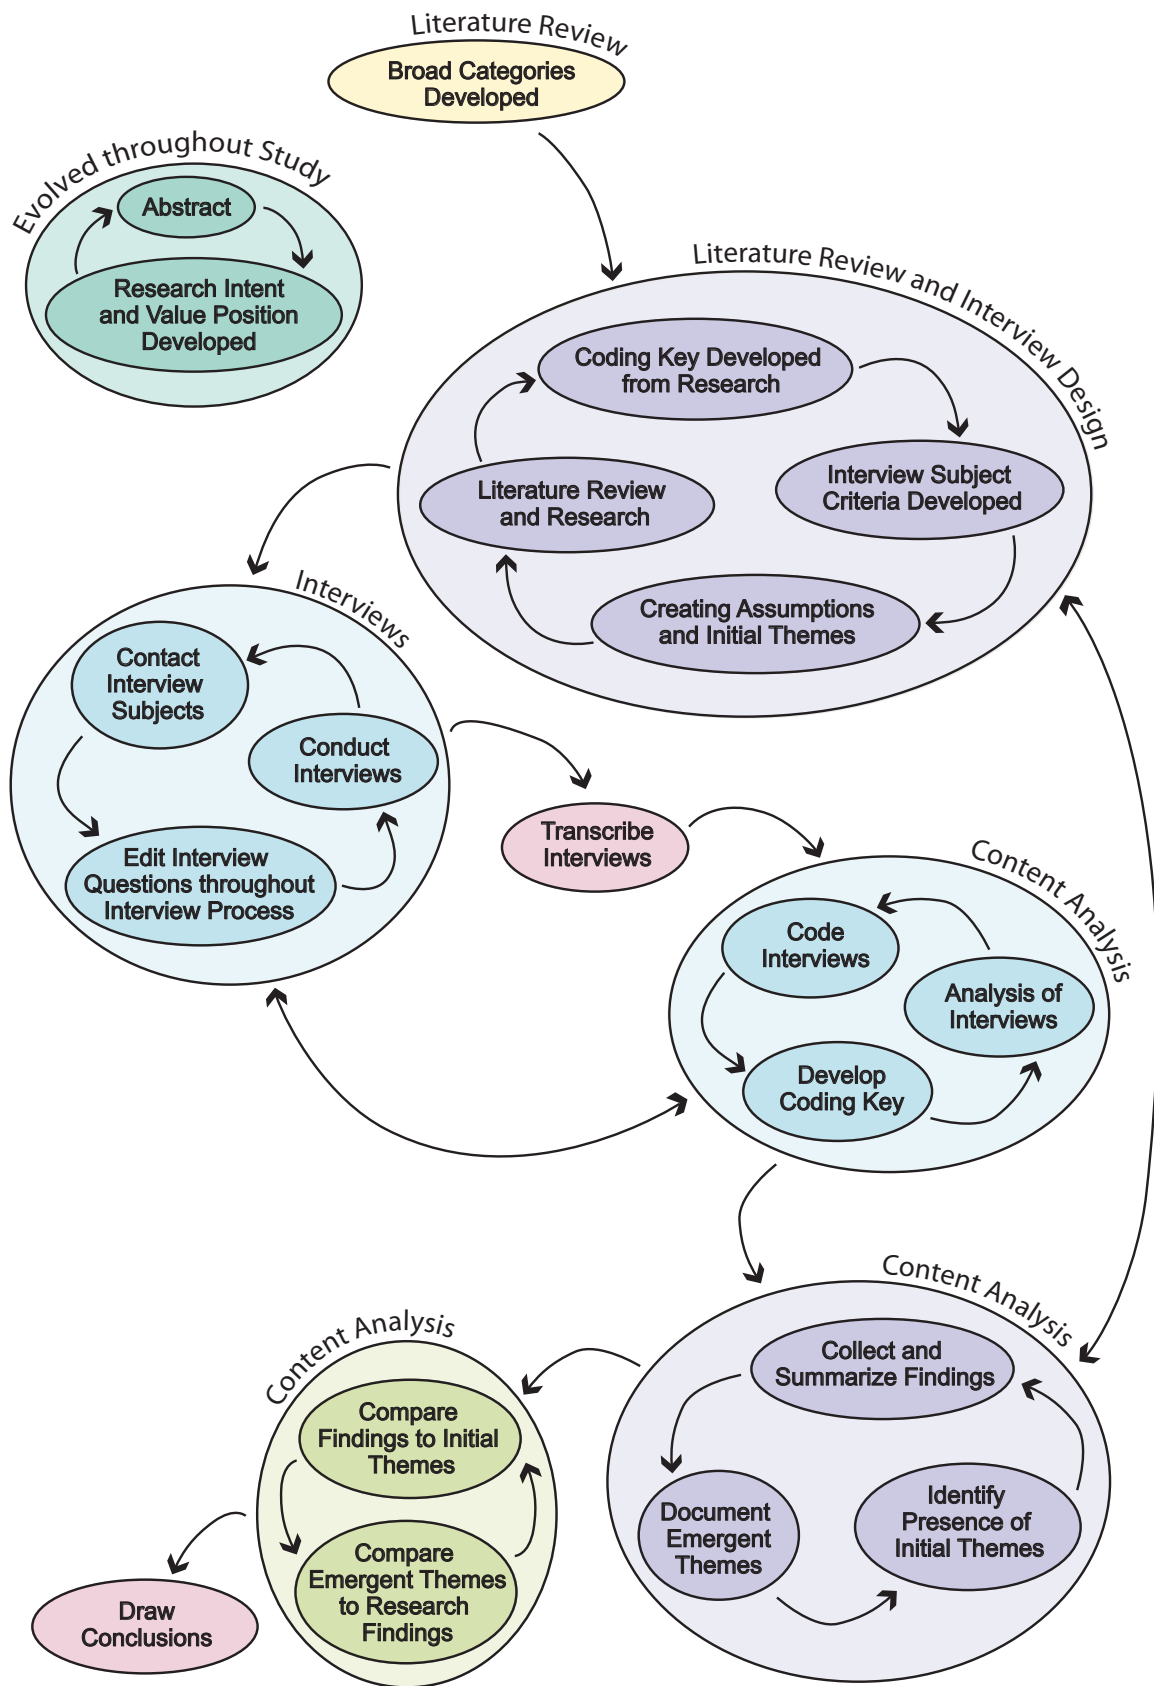 Literature Review
Broad Categories
Developed
Evolved throughout Study
Abstract
Research Intent
and Value Position
Developed
Literature Review and Interview Design
Coding Key Developed
from Research
Interview Subject
Criteria Developed
Literature Review
and Research
Creating Assumptions
and Initial Themes
Interviews
Contact
Interview
Subjects
Conduct
Interviews
Edit Interview
Questions throughout
Interview Process
Transcribe
Interviews
Content Analysis
Code
Interviews
Analysis of
Interviews
Develop
Coding Key
Content Analysis
Collect and
Summarize Findings
Document
Emergent
Themes
Identify
Presence of
Initial Themes
Content Analysis
Compare
Findings to Initial
Themes
Compare
Emergent Themes
to Research
Findings
Draw
Conclusions